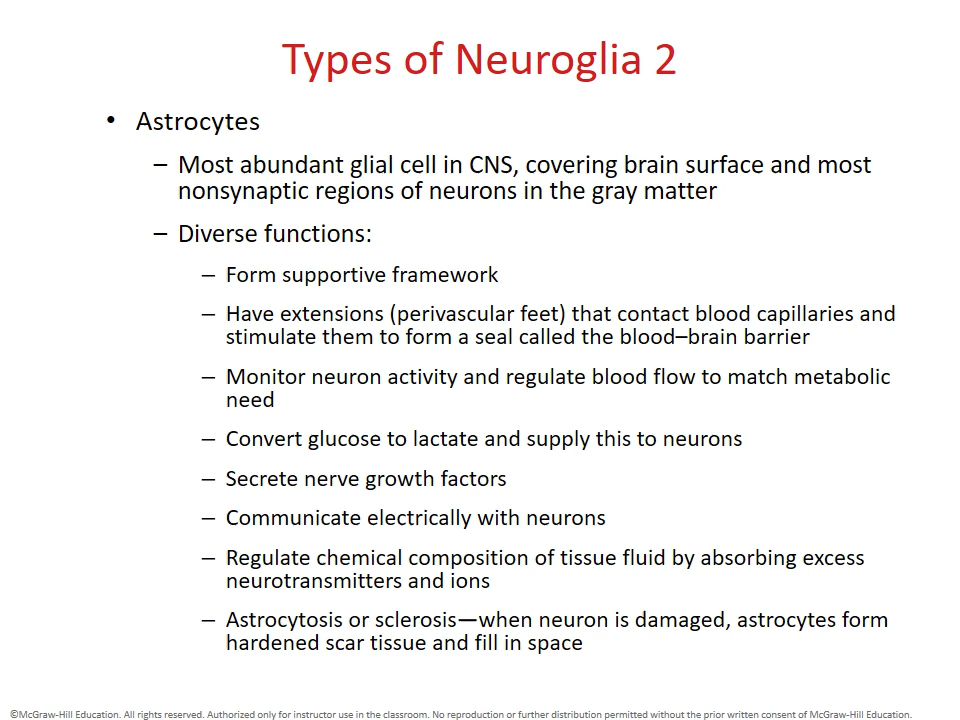 Types of Neuroglia 2
• Astrocytes
– Most abundant glial cell in CNS, covering brain surface and most
nonsynaptic regions of neurons in the gray matter
– Diverse functions:
– Form supportive framework
– Have extensions (perivascular feet) that contact blood capillaries and
stimulate them to form a seal called the blood–brain barrier
– Monitor neuron activity and regulate blood flow to match metabolic
need
– Convert glucose to lactate and supply this to neurons
– Secrete nerve growth factors
– Communicate electrically with neurons
– Regulate chemical composition of tissue fluid by absorbing excess
neurotransmitters and ions
– Astrocytosis or sclerosis—when neuron is damaged, astrocytes form
hardened scar tissue and fill in space
©McGraw-Hill Education. All rights reserved. Authorized only for instructor use in the classroom. No reproduction or further distribution permitted without the prior written consent of McGraw-Hill Education.